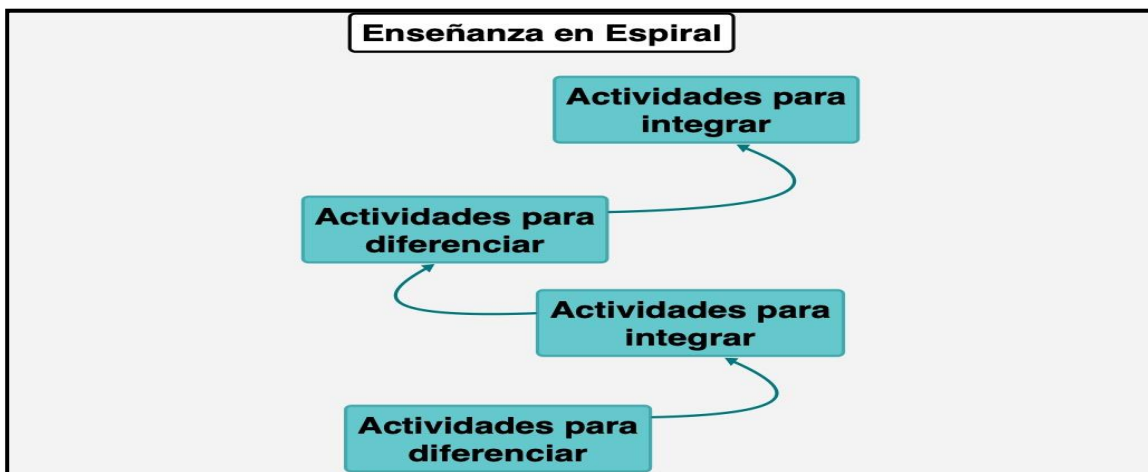 Enseñanza en Espiral
Actividades para
integrar
Actividades para
diferenciar
Actividades para
integrar
Actividades para
diferenciar